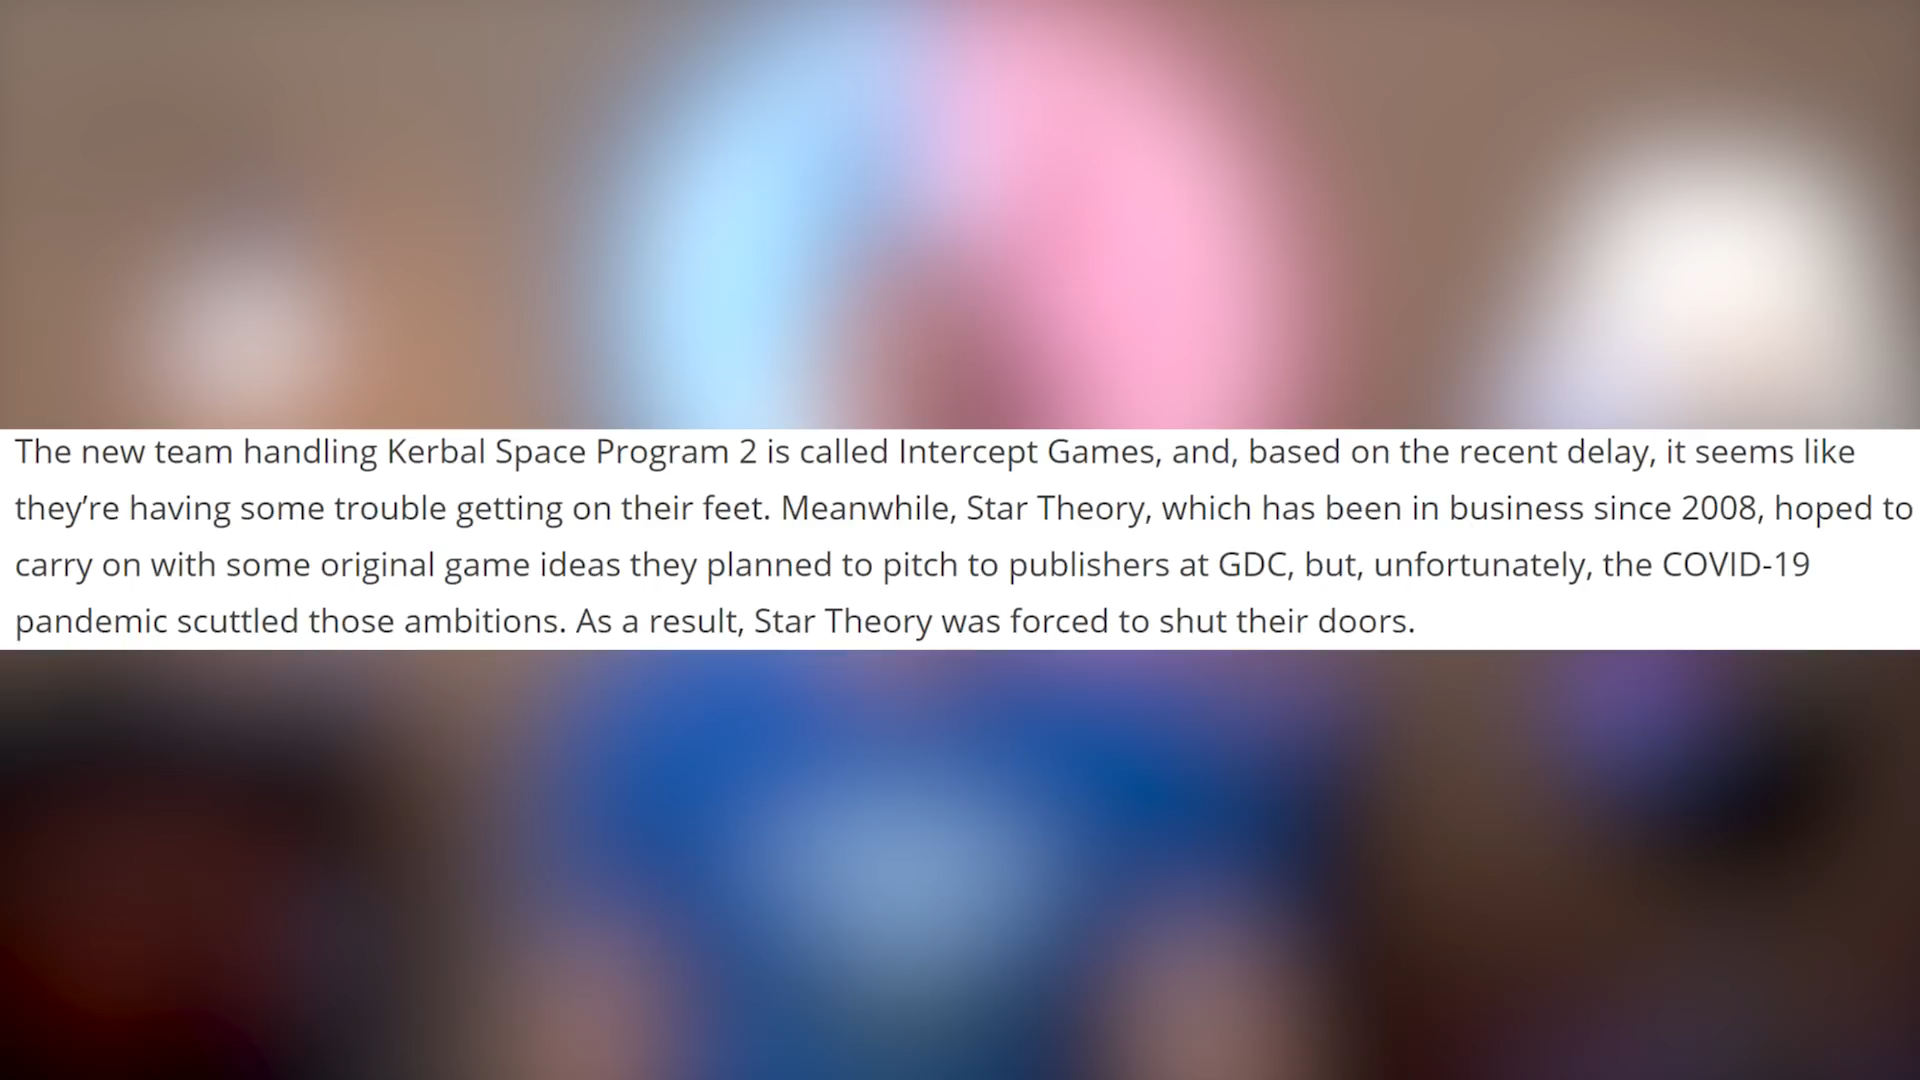 The new team handling Kerbal Space Program 2 is called Intercept Games, and, based on the recent delay, it seems like
they’re having some trouble getting on their feet. Meanwhile, Star Theory, which has been in business since 2008, hoped to
carry on with some original game ideas they planned to pitch to publishers at GDC, but, unfortunately, the COVID-19
pandemic scuttled those ambitions. As a result, Star Theory was forced to shut their doors.